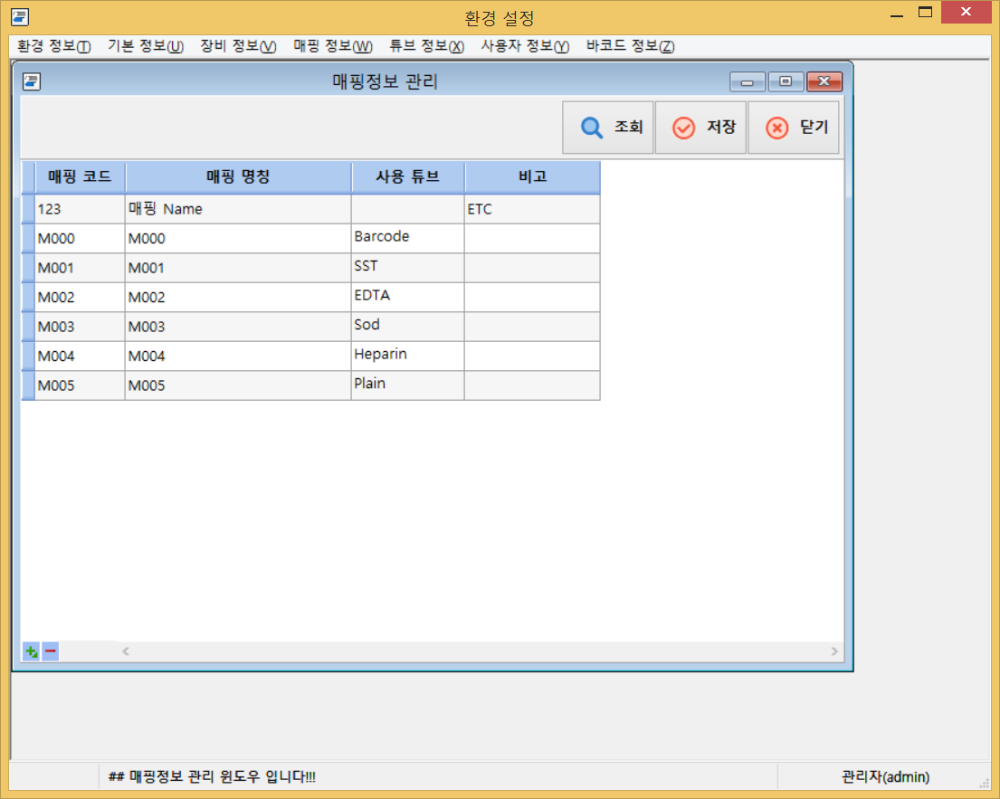 환경 설정
환경 정보(T) 기본 정보(U) 장비 정보(V) 매핑 정보(W) 튜브 정보(X) 사용자 정보(Y) 바코드 정보(Z)
매핑정보 관리
조회 저장 닫기
매핑 코드 매핑 명칭 사용 튜브 비고
123 매핑 Name ETC
M000 M000 Barcode
M001 M001 SST
M002 M002 EDTA
M003 M003 Sod
M004 M004 Heparin
M005 M005 Plain
## 매핑정보 관리 윈도우 입니다!!! 관리자(admin)